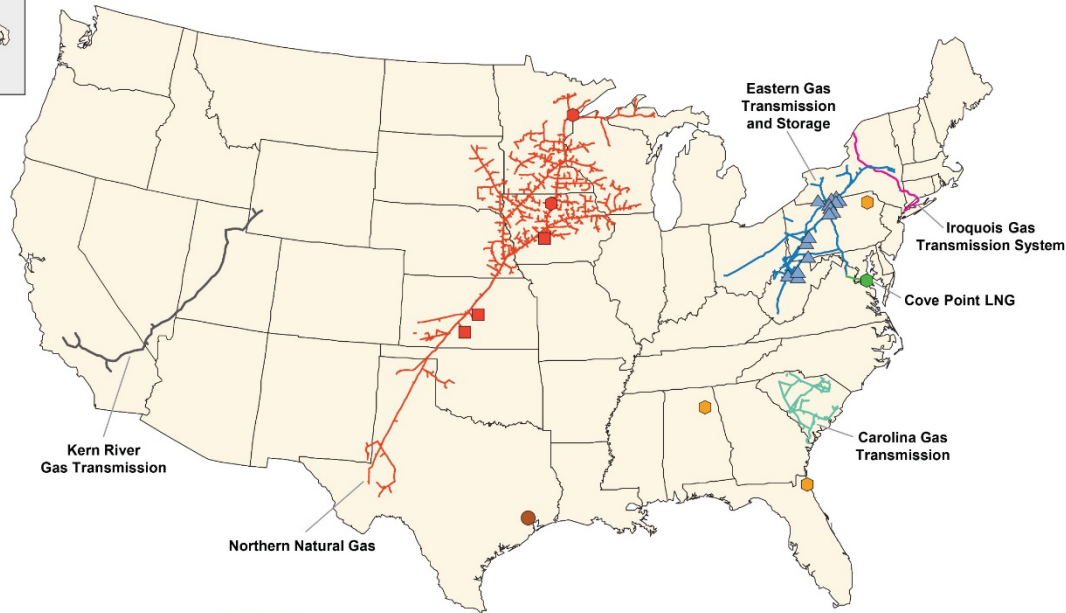 Eastern Gas
Transmission
and Storage
Iroquois Gas
Transmission System
Cove Point LNG
Carolina Gas
Transmission
Kern River
Gas Transmission
Northern Natural Gas